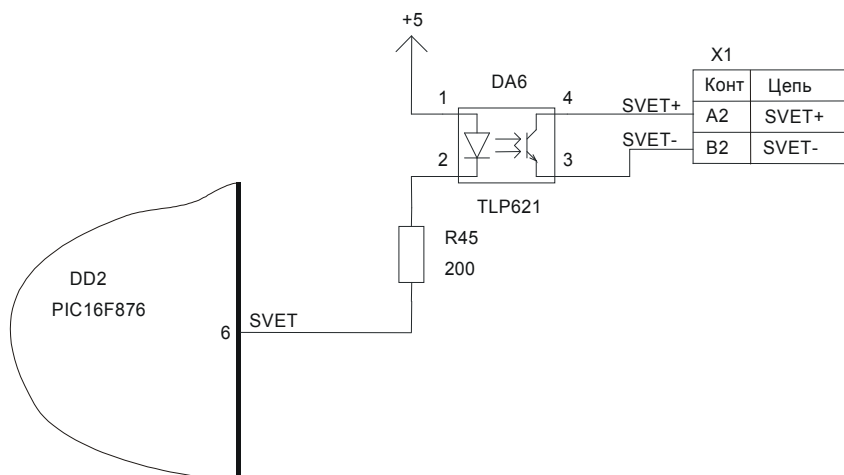 +5
X1
DA6
Конт Цепь
1
4
SVET+
A2 SVET+
SVET-
B2 SVET-
2
3
TLP621
R45
200
DD2
PIC16F876
6
SVET